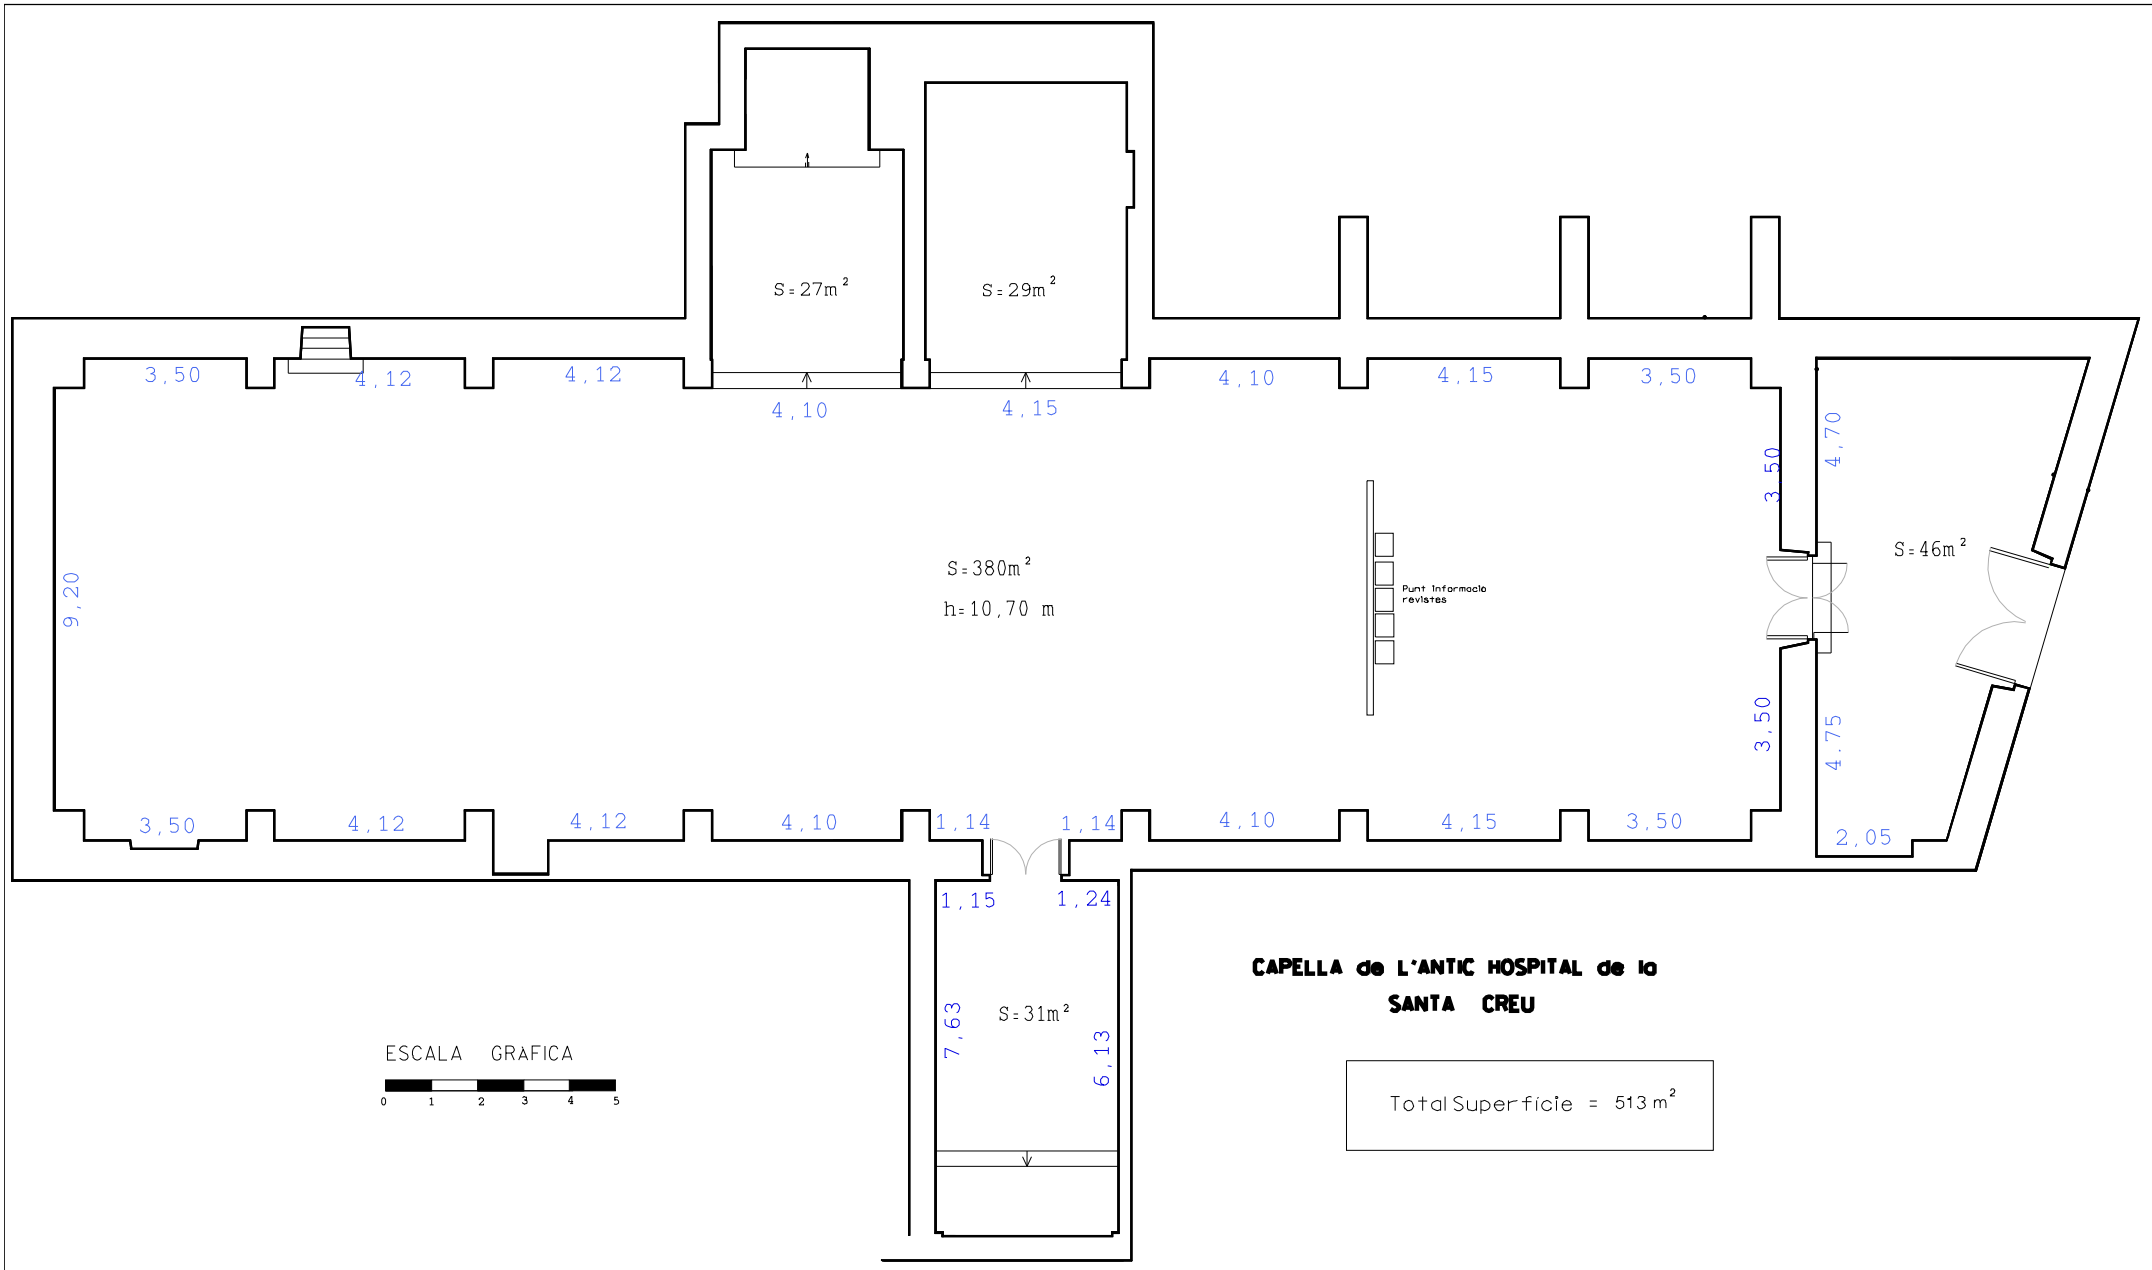 S=27m²
S=29m²
3,50
4,12
4,12
4,10
4,15
4,10
4,15
3,50
3,50
4,70
9,20
S=380m²
h=10,70 m
Punt informacio
revistes
S=46m²
3,50
4.75
3,50
4,12
4,12
4,10
1,14
1,14
4,10
4,15
3,50
2,05
1,15
1,24
7,63
S=31m²
6,13
CAPELLA de L'ANTIC HOSPITAL de la
SANTA CREU
ESCALA GRÀFICA
0 1 2 3 4 5
Total Superfície = 513 m²